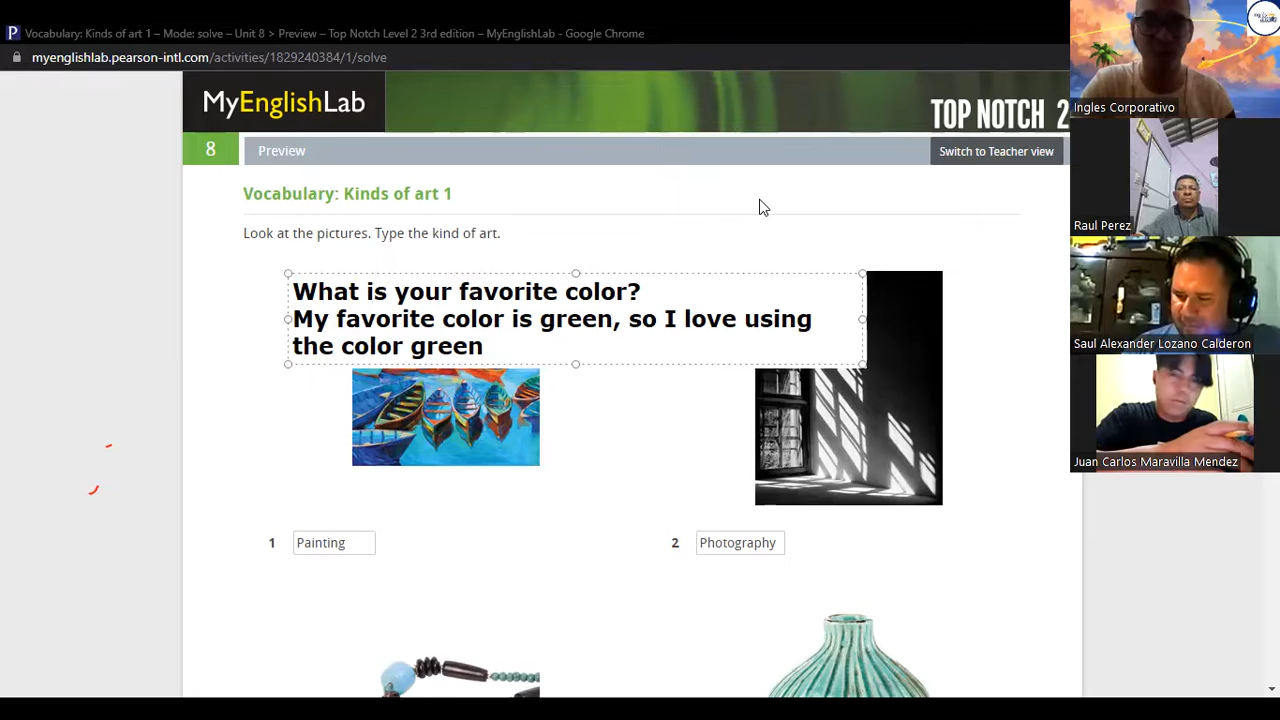 Vocabulary: Kinds of art 1 – Mode: solve – Unit 8 > Preview – Top Notch Level 2 3rd edition – MyEnglishLab - Google Chrome
myenglishlab.pearson-intl.com/activities/1829240384/1/solve
MyEnglishLab
TOP NOTCH 2
8 Preview
Switch to Teacher view
Vocabulary: Kinds of art 1
Look at the pictures. Type the kind of art.
What is your favorite color?
My favorite color is green, so I love using
the color green
1 Painting
2 Photography
Ingles Corporativo
Raul Perez
Saul Alexander Lozano Calderon
Juan Carlos Maravilla Mendez